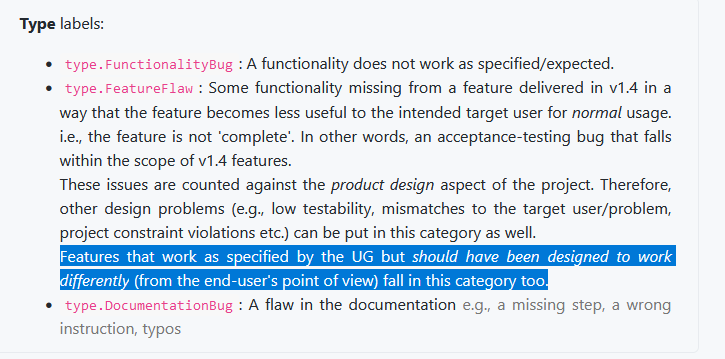 Type labels:
type.FunctionalityBug : A functionality does not work as specified/expected.
type.FeatureFlaw : Some functionality missing from a feature delivered in v1.4 in a
way that the feature becomes less useful to the intended target user for normal usage.
i.e., the feature is not 'complete'. In other words, an acceptance-testing bug that falls
within the scope of v1.4 features.
These issues are counted against the product design aspect of the project. Therefore,
other design problems (e.g., low testability, mismatches to the target user/problem,
project constraint violations etc.) can be put in this category as well.
Features that work as specified by the UG but should have been designed to work
differently (from the end-user's point of view) fall in this category too.
type.DocumentationBug : A flaw in the documentation e.g., a missing step, a wrong
instruction, typos